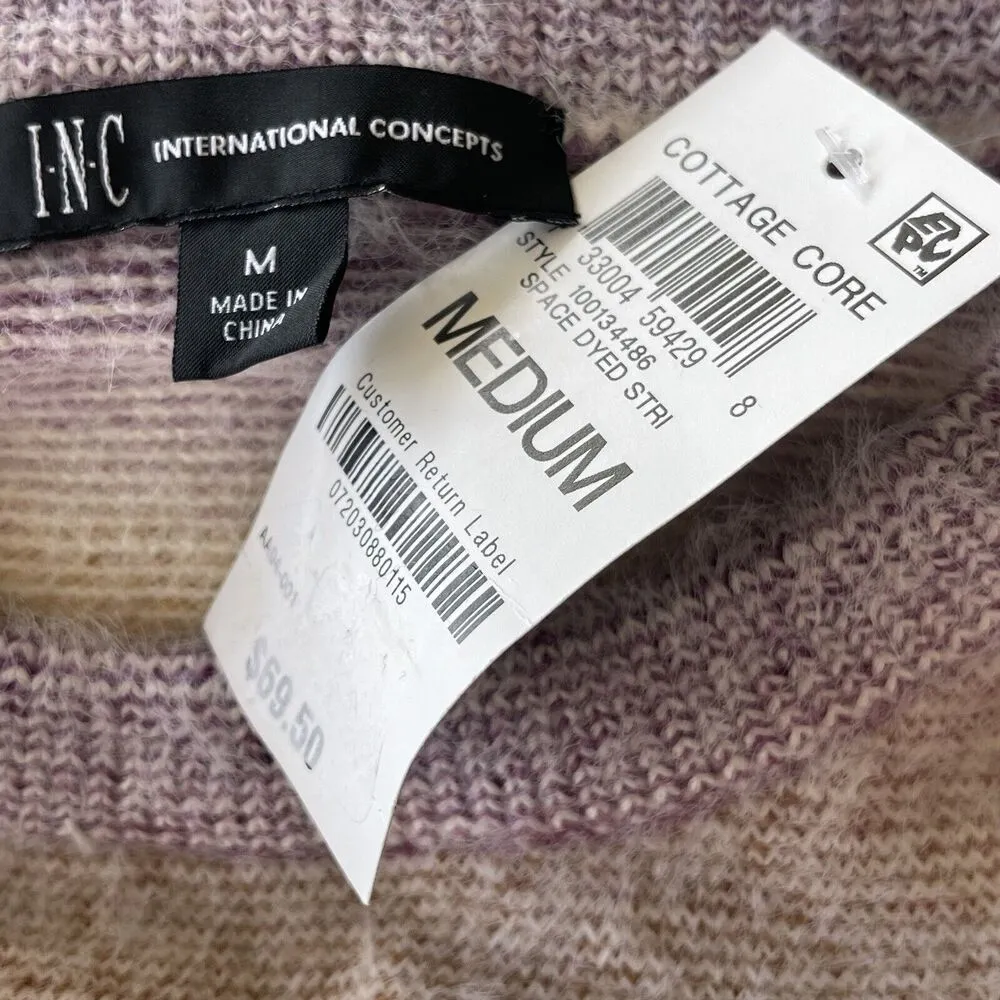 I·N·C INTERNATIONAL CONCEPTS
M
MADE IN
CHINA
COTTAGE CORE
EPC™
33004 59429 8
STYLE 100134486
SPACE DYED STRI
MEDIUM
Customer Return Label
072030880115
$69.50